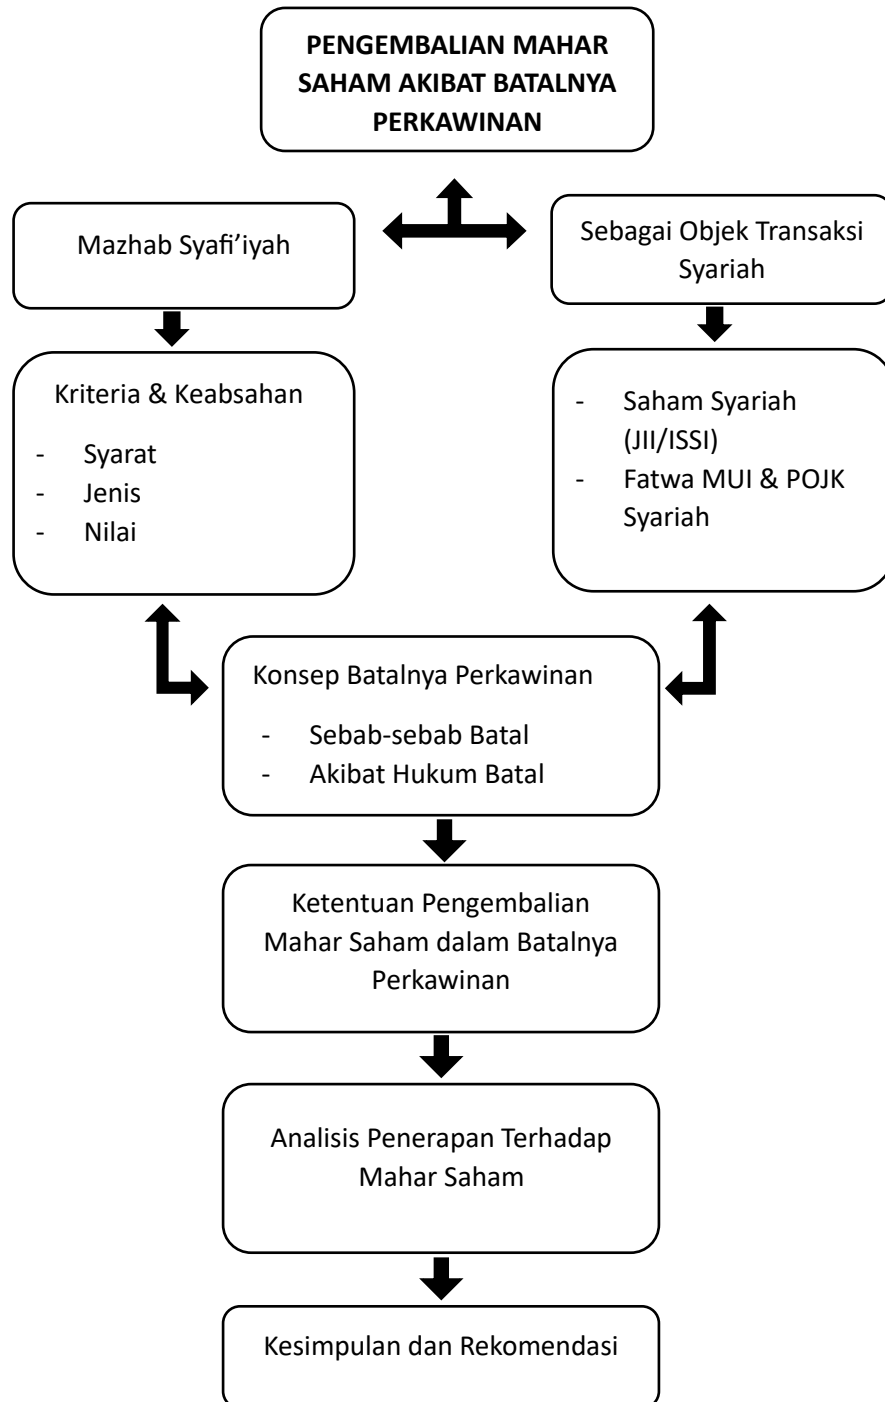 PENGEMBALIAN MAHAR
SAHAM AKIBAT BATALNYA
PERKAWINAN
Mazhab Syafi’iyah
Sebagai Objek Transaksi
Syariah
Kriteria & Keabsahan
- Syarat
- Jenis
- Nilai
- Saham Syariah
(JII/ISSI)
- Fatwa MUI & POJK
Syariah
Konsep Batalnya Perkawinan
- Sebab-sebab Batal
- Akibat Hukum Batal
Ketentuan Pengembalian
Mahar Saham dalam Batalnya
Perkawinan
Analisis Penerapan Terhadap
Mahar Saham
Kesimpulan dan Rekomendasi